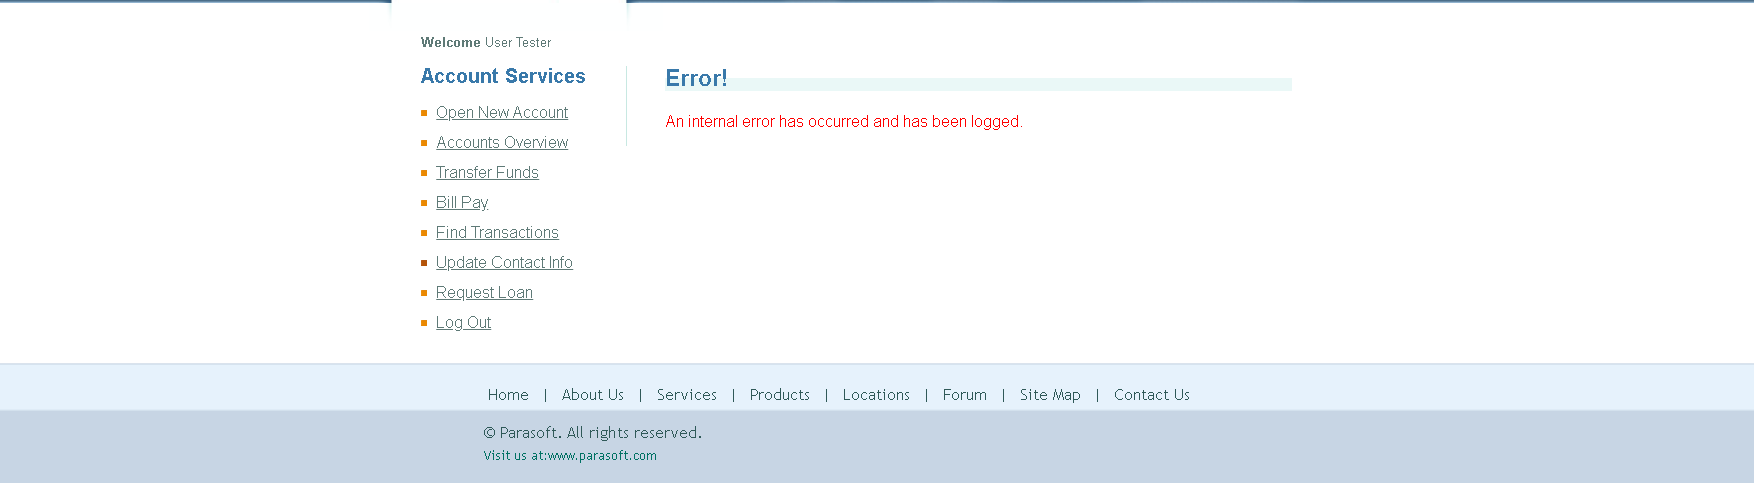 Welcome User Tester
Account Services
Open New Account
Accounts Overview
Transfer Funds
Bill Pay
Find Transactions
Update Contact Info
Request Loan
Log Out
Error!
An internal error has occurred and has been logged.
Home | About Us | Services | Products | Locations | Forum | Site Map | Contact Us
© Parasoft. All rights reserved.
Visit us at:www.parasoft.com